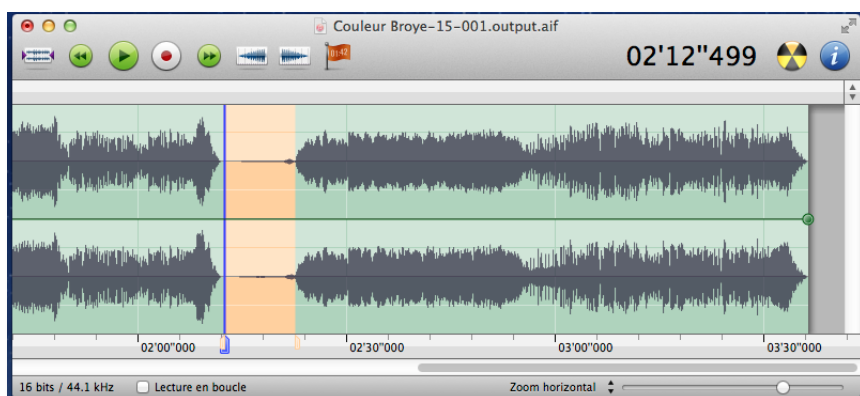 Couleur Broye-15-001.output.aif
01:42
02'12"499
i
02'00"000
02'30"000
03'00"000
03'30"000
16 bits / 44.1 kHz
Lecture en boucle
Zoom horizontal